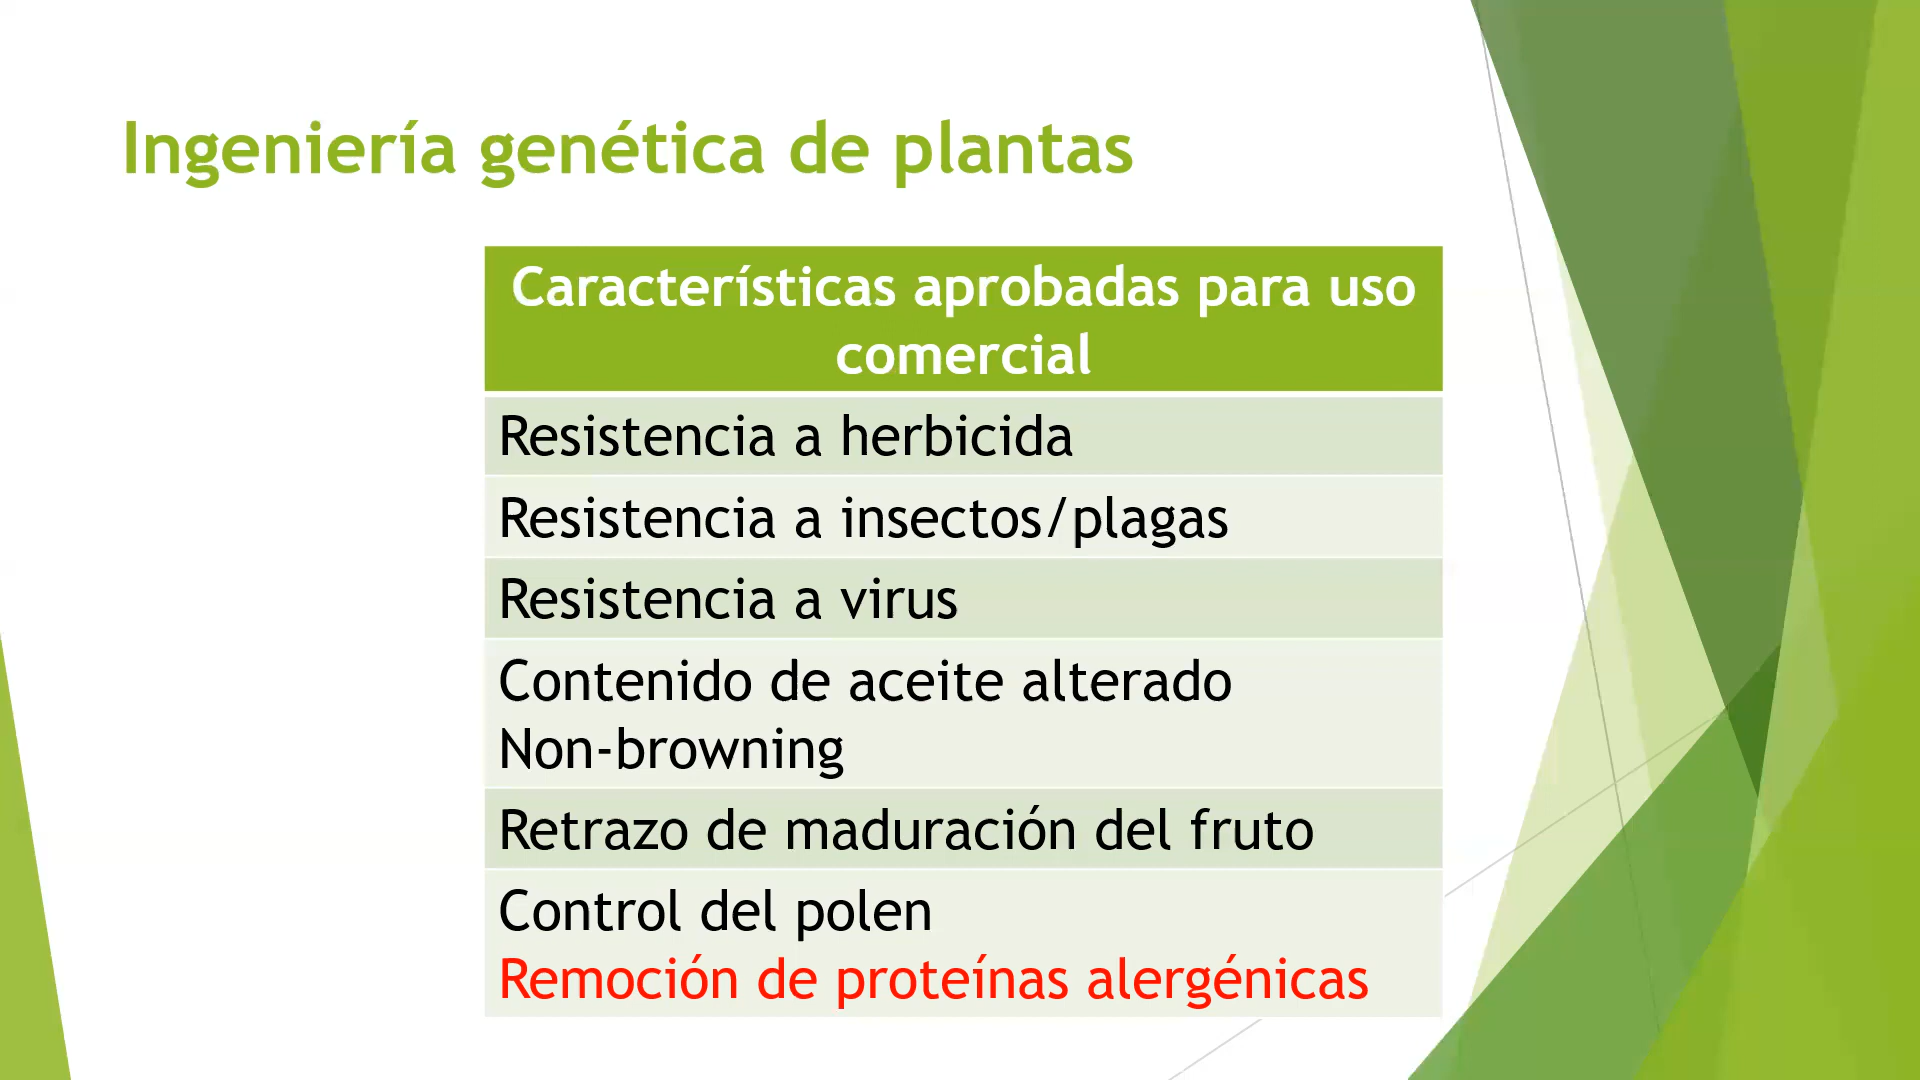 Ingeniería genética de plantas
Características aprobadas para uso
comercial
Resistencia a herbicida
Resistencia a insectos/plagas
Resistencia a virus
Contenido de aceite alterado
Non-browning
Retrazo de maduración del fruto
Control del polen
Remoción de proteínas alergénicas